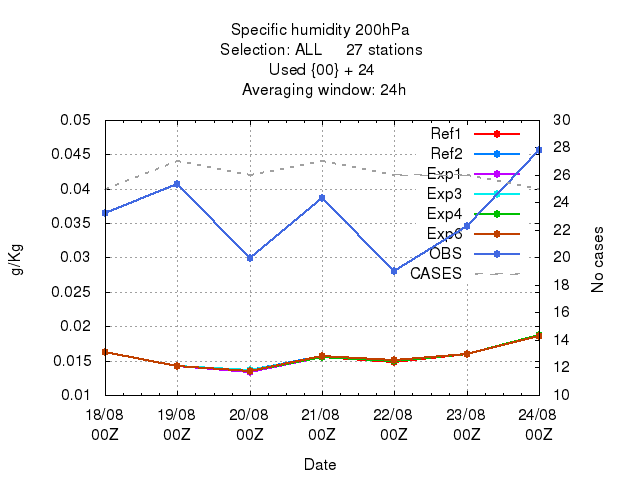 Specific humidity 200hPa
Selection: ALL 27 stations
Used {00} + 24
Averaging window: 24h
0.05 30
0.045 28
0.04 26
0.035 24
0.03 22
0.025 20
0.02 18
0.015 16
0.01 14
12
10
g/Kg
No cases
Ref1
Ref2
Exp1
Exp3
Exp4
Exp6
OBS
CASES
18/08 19/08 20/08 21/08 22/08 23/08 24/08
00Z 00Z 00Z 00Z 00Z 00Z 00Z
Date